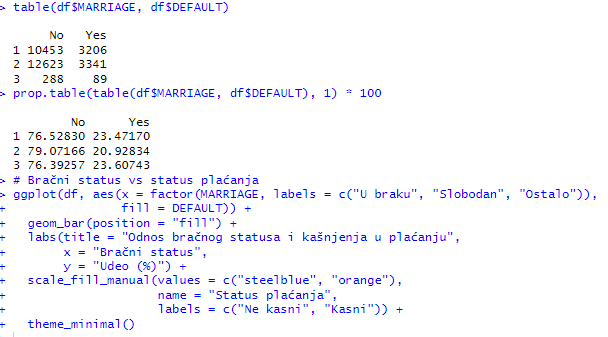 > table(df$MARRIAGE, df$DEFAULT)
No Yes
1 10453 3206
2 12623 3341
3 288 89
> prop.table(table(df$MARRIAGE, df$DEFAULT), 1) * 100
No Yes
1 76.52830 23.47170
2 79.07166 20.92834
3 76.39257 23.60743
> # Bračni status vs status plaćanja
> ggplot(df, aes(x = factor(MARRIAGE, labels = c("U braku", "Slobodan", "Ostalo")),
+ fill = DEFAULT)) +
+ geom_bar(position = "fill") +
+ labs(title = "Odnos bračnog statusa i kašnjenja u plaćanju",
+ x = "Bračni status",
+ y = "Udeo (%)") +
+ scale_fill_manual(values = c("steelblue", "orange"),
+ name = "Status plaćanja",
+ labels = c("Ne kasni", "Kasni")) +
+ theme_minimal()